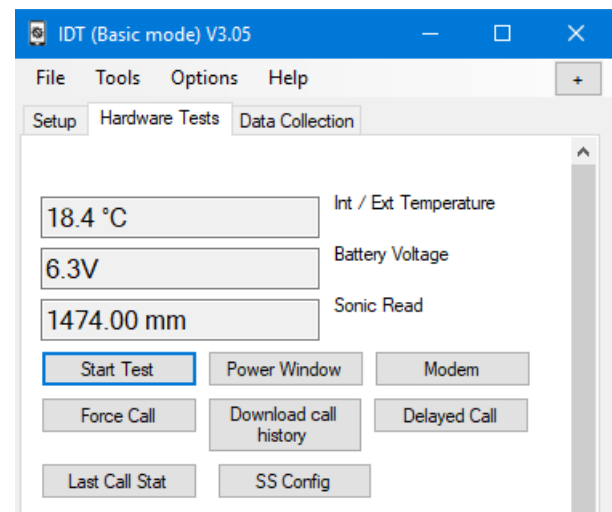 IDT (Basic mode) V3.05
File Tools Options Help +
Setup Hardware Tests Data Collection
18.4 °C Int / Ext Temperature
6.3V Battery Voltage
1474.00 mm Sonic Read
Start Test Power Window Modem
Force Call Download call history Delayed Call
Last Call Stat SS Config